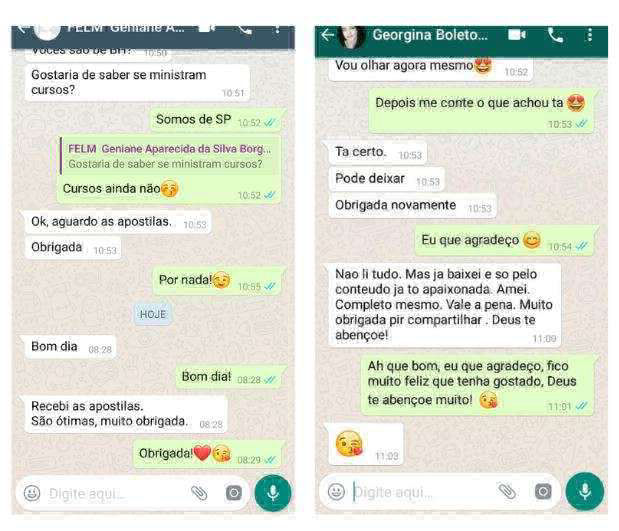 FELM Geniane A...
Voces são de BH? 10:50
Gostaria de saber se ministram
cursos? 10:51
Somos de SP 10:52
FELM Geniane Aparecida da Silva Borg...
Gostaria de saber se ministram cursos?
Cursos ainda não 10:52
Ok, aguardo as apostilas. 10:53
Obrigada 10:53
Por nada! 10:55
HOJE
Bom dia 08:28
Bom dia! 08:28
Recebi as apostilas.
São ótimas, muito obrigada. 08:28
Obrigada! 08:29
Digite aqui...
Georgina Boleto...
Vou olhar agora mesmo 10:52
Depois me conte o que achou ta
10:53
Ta certo. 10:53
Pode deixar 10:53
Obrigada novamente 10:53
Eu que agradeço 10:54
Nao li tudo. Mas ja baixei e so pelo
conteudo ja to apaixonada. Amei.
Completo mesmo. Vale a pena. Muito
obrigada pir compartilhar . Deus te
abençoe! 11:00
Ah que bom, eu que agradeço, fico
muito feliz que tenha gostado, Deus
te abençoe muito! 11:01
11:03
Digite aqui...